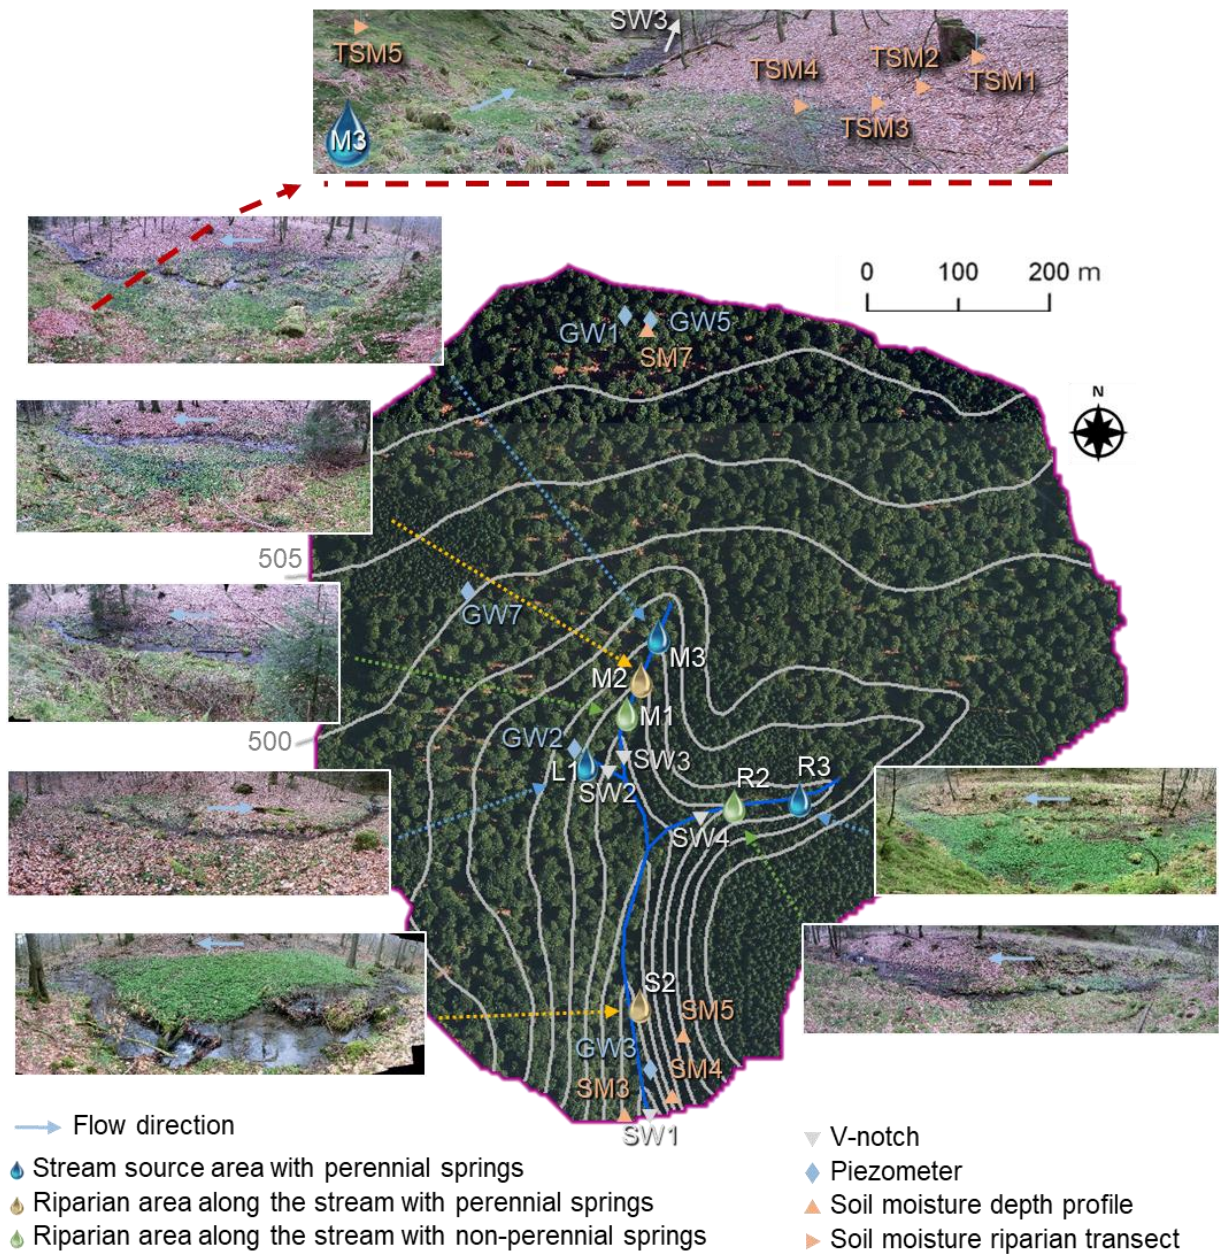 SW3
TSM5
TSM2
TSM4
TSM1
M3
TSM3
0 100 200 m
GW1 GW5
SM7
N
505
GW7
M3
M2
M1
500
GW2
SW3
L1
SW2
R2 R3
SW4
S2
SM5
GW3
SM4
SM3
SW1
Flow direction
Stream source area with perennial springs
Riparian area along the stream with perennial springs
Riparian area along the stream with non-perennial springs
V-notch
Piezometer
Soil moisture depth profile
Soil moisture riparian transect